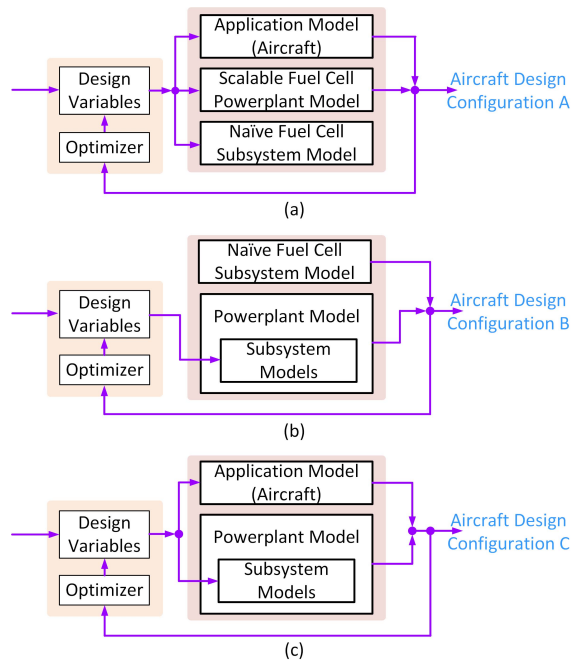 Application Model
(Aircraft)
Design
Variables
Scalable Fuel Cell
Powerplant Model
Aircraft Design
Configuration A
Optimizer
Naïve Fuel Cell
Subsystem Model
(a)
Naïve Fuel Cell
Subsystem Model
Design
Variables
Aircraft Design
Configuration B
Powerplant Model
Optimizer
Subsystem
Models
(b)
Application Model
(Aircraft)
Design
Variables
Aircraft Design
Configuration C
Powerplant Model
Optimizer
Subsystem
Models
(c)